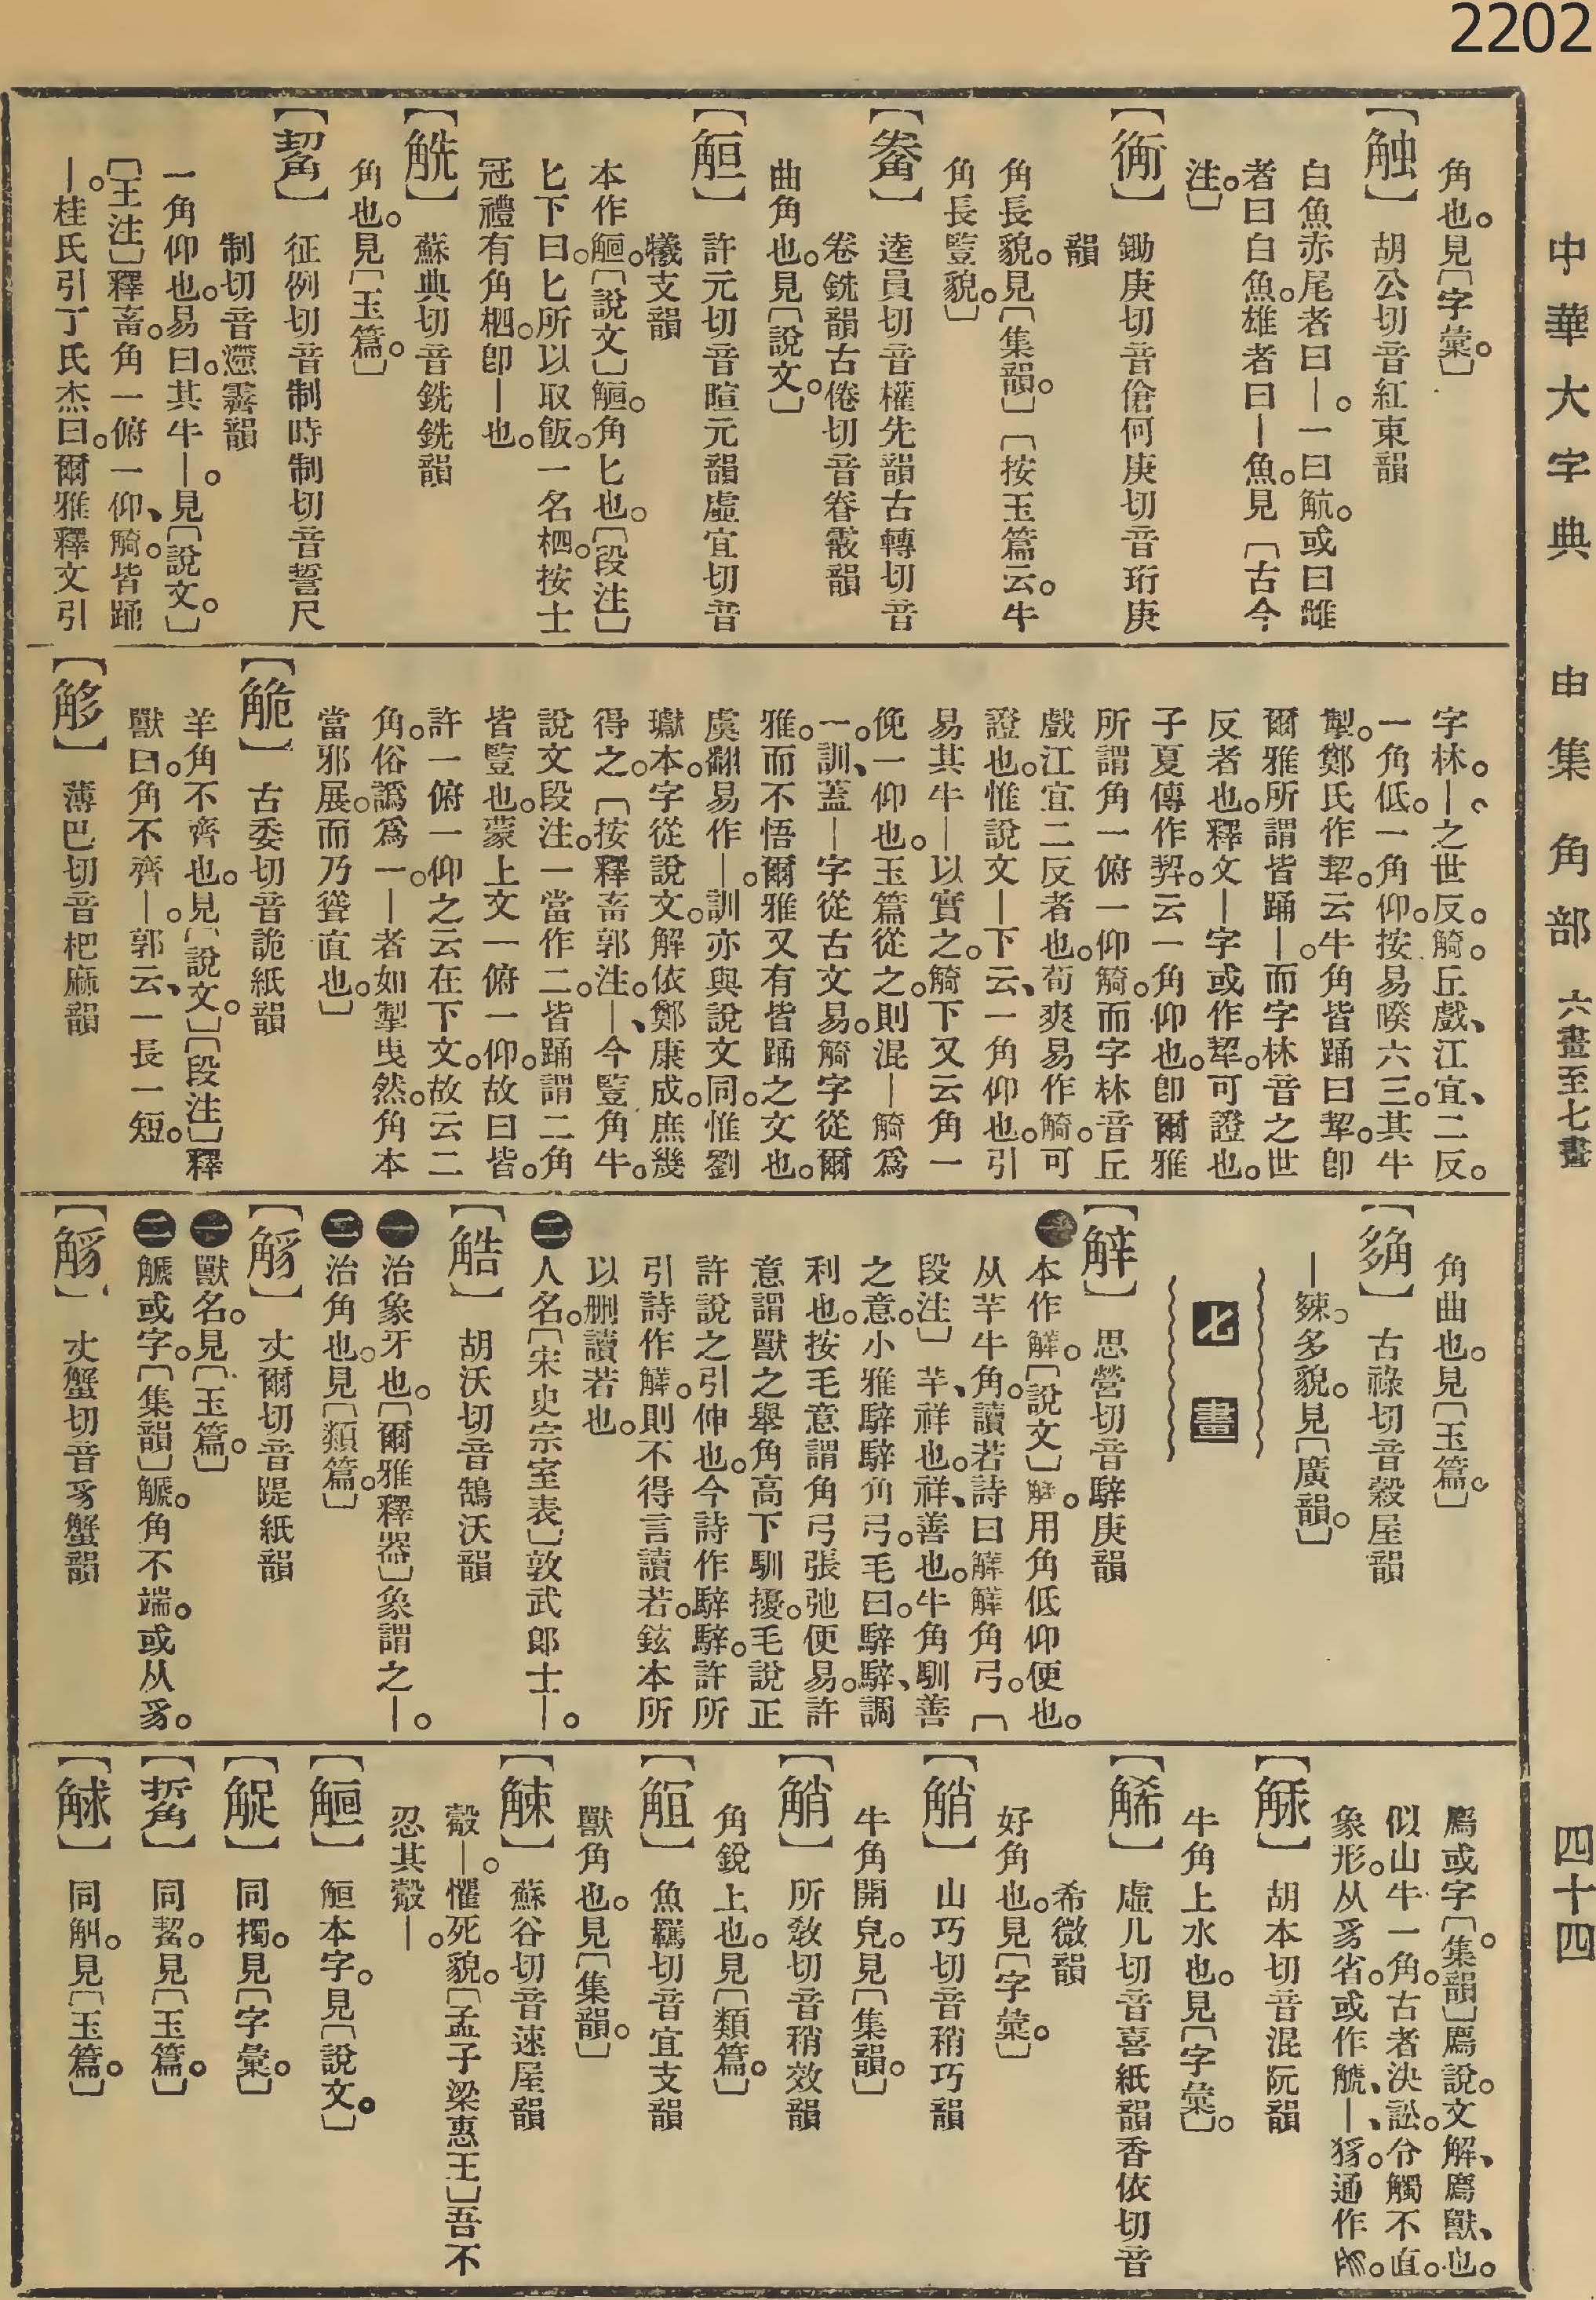 2202
中華大字典　申集　角部　六畫至七畫　四十四
角也。見〔字彙。〕
【䖝】
胡公切音紅東韻
白魚赤尾者曰—。一曰魧。或曰雌
者曰白魚。雄者曰—魚。見〔古今
注。〕
【衡】
鋤庚切音傖何庚切音珩庚
韻
角長貌。見〔集韻。〕〔按玉篇云。牛
角長豎貌。〕
【觠】
逵員切音權先韻古轉切音
卷銑韻古倦切音眷霰韻
曲角也。見〔說文。〕
【觛】
許元切音暄元韻虛宜切音
犧支韻
本作䚂。〔說文〕䚂。角匕也。〔段注〕
匕下曰。匕所以取飯。一名柶。按士
冠禮有角柶。卽—也。
【觥】
蘇典切音銑銑韻
角也。見〔玉篇。〕
【觢】
征例切音制時制切音誓尺
制切音瀝霽韻
一角仰也。易曰。其牛—。見〔說文。〕
〔王注〕釋畜。角一俯一仰、觭。皆踊
—。桂氏引丁氏杰曰。爾雅釋文引
字林。—。之世反。觭。丘戲、江宜、二反。
一角低。一角仰。按易睽六三。其牛
掣。鄭氏作犎。云牛角皆踊曰犎。卽
爾雅所謂皆踊—。而字林音之世
反者也。釋文—字或作犎。可證也。
子夏傳作契。云一角仰也。卽爾雅
所謂角一俯一仰觭。而字林音丘
戲江宜二反者也。荀爽易作觭。可
證也。惟說文—下云、一角仰也。引
易其牛—以實之。觭下又云角一
俛一仰也。玉篇從之。則混—觭爲
一。訓、蓋—字從古文易。觭字從爾
雅。而不悟爾雅又有皆踊之文也。
虞翻易作—。訓亦與說文同。惟劉
瓛本。字從說文。解依鄭康成。庶幾
得之。〔按釋畜郭注。—、今豎角牛。
說文段注。一當作二。皆踊謂二角
皆豎也。蒙上文一俯一仰。故曰皆。
許一俯一仰之云在下文。故云二
角。俗譌爲一。—者如掣曳然。角本
當邪展。而乃聳直也。〕
【觤】
古委切音詭紙韻
羊角不齊也。見〔說文。〕〔段注〕釋
獸曰。角不齊—。郭云、一長一短。
【䚇】
薄巴切音杷麻韻
角曲也。見〔玉篇。〕
古祿切音穀屋韻
—㻋。多貌。見〔廣韻。〕
七畫
【觪】
思營切音騂庚韻
㊀本作觲。〔說文〕觲。用角低仰便也。
从羊牛角。讀若詩曰觲觲角弓。〔
段注〕羊、祥也。祥、善也。牛角馴善
之意。小雅騂騂角弓。毛曰。騂騂、調
利也。按毛意謂角弓張弛便易。許
意謂獸之舉角高下馴擾。毛說正
許說之引伸也。今詩作騂騂。許所
引詩作觲。則不得言讀若。鉉本所
以删讀若也。
㊁人名。〔宋史宗室表〕敦武郎士—。
【觷】
胡沃切音鵠沃韻
㊀治象牙也。〔爾雅釋器〕象謂之—。
㊁治角也。見〔類篇。〕
【䚦】
丈爾切音踶紙韻
㊀獸名。見〔玉篇。〕
㊁䚦或字。〔集韻〕䚦。角不端。或从豸。
【䚦】
丈蟹切音豸蟹韻
廌或字。〔集韻〕廌說。文解、廌獸、也。
似山牛一角。古者決訟。令觸不直。
象形。从豸省。或作觬、—、豸。通作豸。
胡本切音混阮韻
牛角上水也。見〔字彙〕。
【䚚】
虛几切音喜紙韻香依切音
希微韻
好角也。見〔字彙。〕
【䚫】
山巧切音稍巧韻
牛角開皃。見〔集韻。〕
【䚫】
所敎切音稍效韻
角銳上也。見〔類篇。〕
魚羈切音宜支韻
獸角也。見〔集韻。〕
【觫】
蘇谷切音速屋韻
觳—。懼死貌。〔孟子梁惠王〕吾不
忍其觳—。
【䚂】
觛本字。見〔說文。〕
【䚔】
同擉。見〔字彙。〕
同觢。見〔玉篇。〕
【觩】
同觓。見〔玉篇。〕